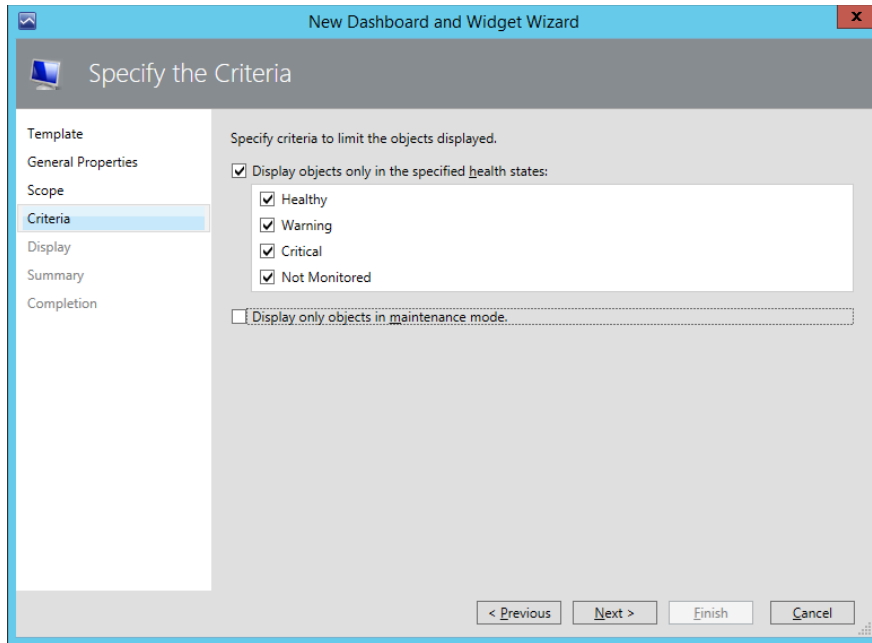 New Dashboard and Widget Wizard
x
Specify the Criteria
Template
General Properties
Scope
Criteria
Display
Summary
Completion
Specify criteria to limit the objects displayed.
Display objects only in the specified health states:
Healthy
Warning
Critical
Not Monitored
Display only objects in maintenance mode.
< Previous Next > Finish Cancel